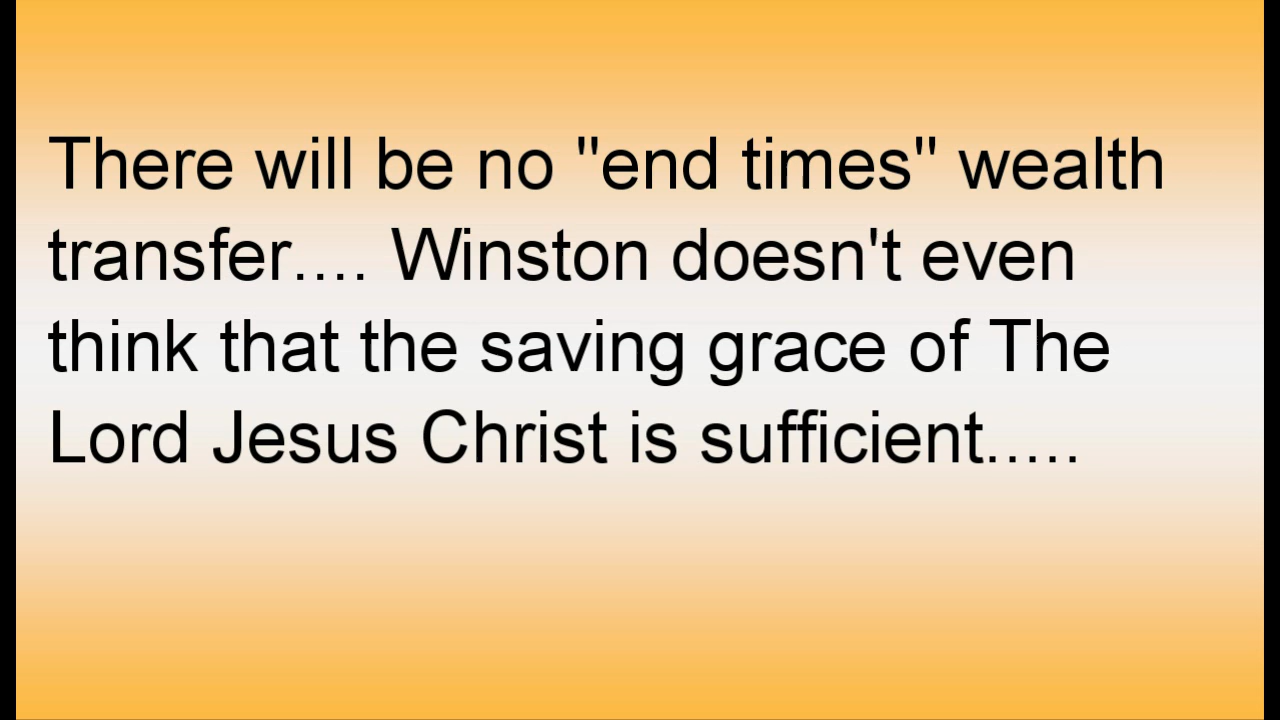 There will be no "end times" wealth
transfer.... Winston doesn't even
think that the saving grace of The
Lord Jesus Christ is sufficient.....